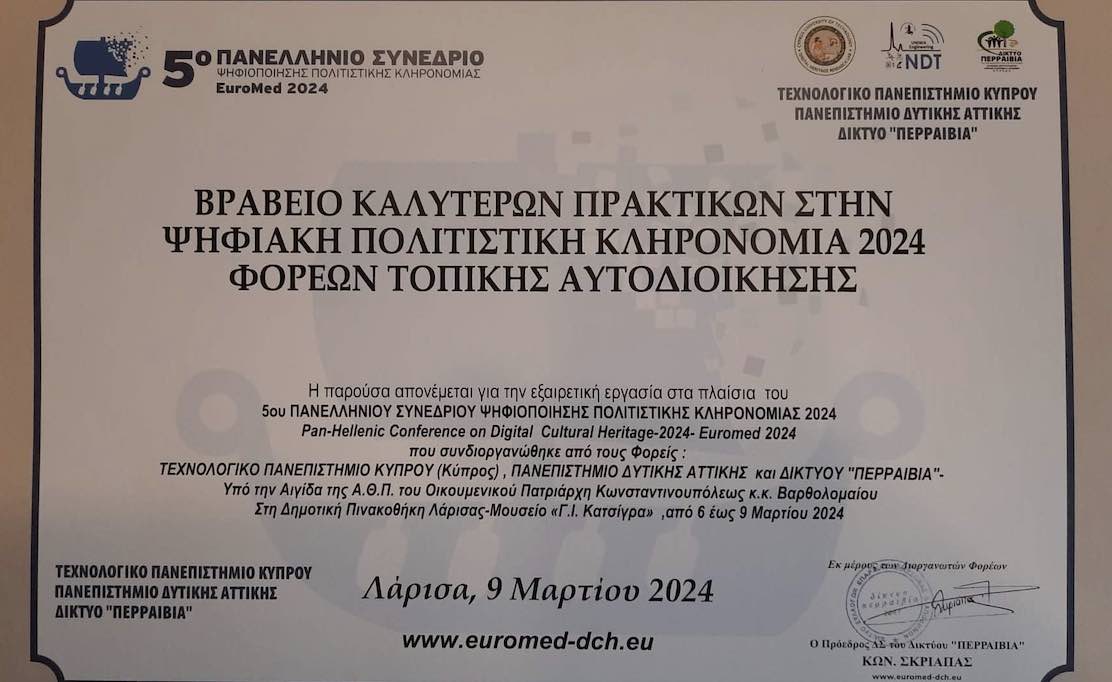 5ο ΠΑΝΕΛΛΗΝΙΟ ΣΥΝΕΔΡΙΟ
ΨΗΦΙΟΠΟΙΗΣΗΣ ΠΟΛΙΤΙΣΤΙΚΗΣ ΚΛΗΡΟΝΟΜΙΑΣ
EuroMed 2024
NDT
ΔΙΚΤΥΟ
ΠΕΡΡΑΙΒΙΑ
ΤΕΧΝΟΛΟΓΙΚΟ ΠΑΝΕΠΙΣΤΗΜΙΟ ΚΥΠΡΟΥ
ΠΑΝΕΠΙΣΤΗΜΙΟ ΔΥΤΙΚΗΣ ΑΤΤΙΚΗΣ
ΔΙΚΤΥΟ "ΠΕΡΡΑΙΒΙΑ"
ΒΡΑΒΕΙΟ ΚΑΛΥΤΕΡΩΝ ΠΡΑΚΤΙΚΩΝ ΣΤΗΝ
ΨΗΦΙΑΚΗ ΠΟΛΙΤΙΣΤΙΚΗ ΚΛΗΡΟΝΟΜΙΑ 2024
ΦΟΡΕΩΝ ΤΟΠΙΚΗΣ ΑΥΤΟΔΙΟΙΚΗΣΗΣ
Η παρούσα απονέμεται για την εξαιρετική εργασία στα πλαίσια του
5ου ΠΑΝΕΛΛΗΝΙΟΥ ΣΥΝΕΔΡΙΟΥ ΨΗΦΙΟΠΟΙΗΣΗΣ ΠΟΛΙΤΙΣΤΙΚΗΣ ΚΛΗΡΟΝΟΜΙΑΣ 2024
Pan-Hellenic Conference on Digital Cultural Heritage-2024- Euromed 2024
που συνδιοργανώθηκε από τους Φορείς :
ΤΕΧΝΟΛΟΓΙΚΟ ΠΑΝΕΠΙΣΤΗΜΙΟ ΚΥΠΡΟΥ (Κύπρος) , ΠΑΝΕΠΙΣΤΗΜΙΟ ΔΥΤΙΚΗΣ ΑΤΤΙΚΗΣ και ΔΙΚΤΥΟΥ "ΠΕΡΡΑΙΒΙΑ"-
Υπό την Αιγίδα της Α.Θ.Π. του Οικουμενικού Πατριάρχη Κωνσταντινουπόλεως κ.κ. Βαρθολομαίου
Στη Δημοτική Πινακοθήκη Λάρισας-Μουσείο «Γ.Ι. Κατσίγρα» ,από 6 έως 9 Μαρτίου 2024
ΤΕΧΝΟΛΟΓΙΚΟ ΠΑΝΕΠΙΣΤΗΜΙΟ ΚΥΠΡΟΥ
ΠΑΝΕΠΙΣΤΗΜΙΟ ΔΥΤΙΚΗΣ ΑΤΤΙΚΗΣ
ΔΙΚΤΥΟ "ΠΕΡΡΑΙΒΙΑ"
Λάρισα, 9 Μαρτίου 2024
www.euromed-dch.eu
Εκ μέρους των Διοργανωτών Φορέων
Ο Πρόεδρος ΔΣ του Δικτύου "ΠΕΡΡΑΙΒΙΑ"
ΚΩΝ. ΣΚΡΙΑΠΑΣ
www.euromed-dch.eu